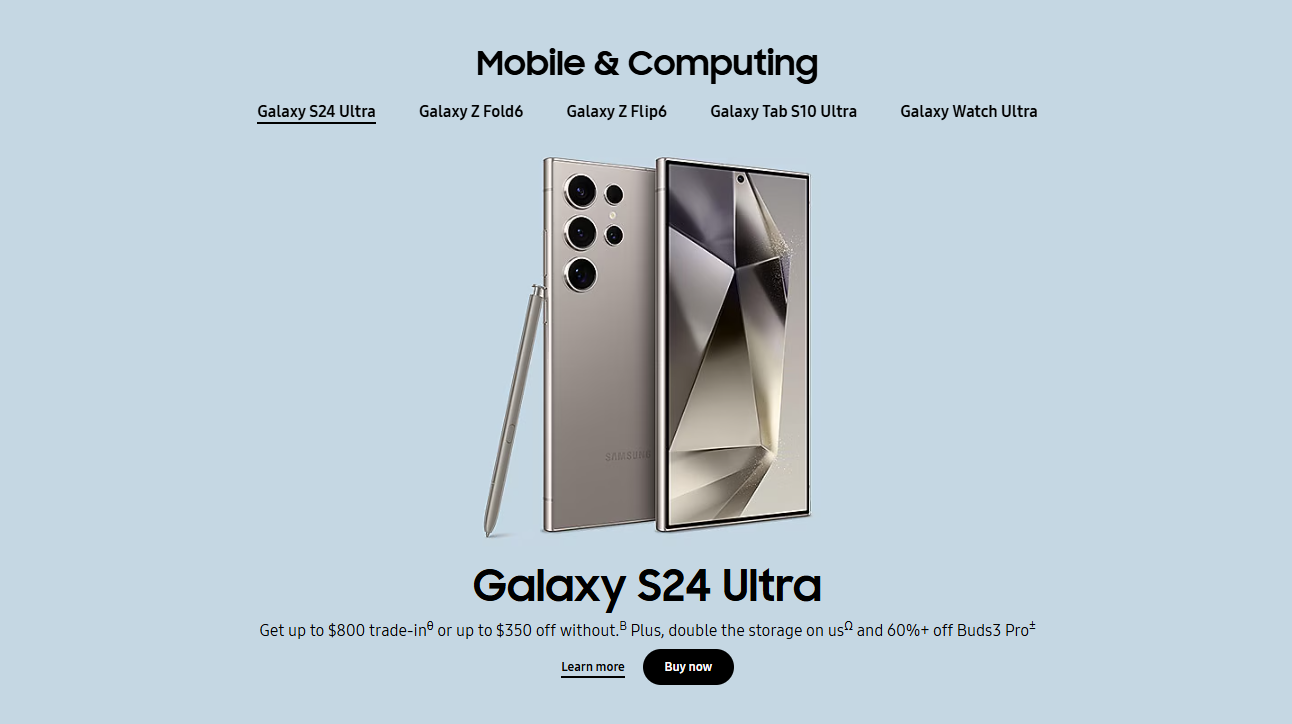 Mobile & Computing
Galaxy S24 Ultra Galaxy Z Fold6 Galaxy Z Flip6 Galaxy Tab S10 Ultra Galaxy Watch Ultra
SAMSUNG
Galaxy S24 Ultra
Get up to $800 trade-inᶿ or up to $350 off without.ᴮ Plus, double the storage on usΩ and 60%+ off Buds3 Pro±
Learn more Buy now